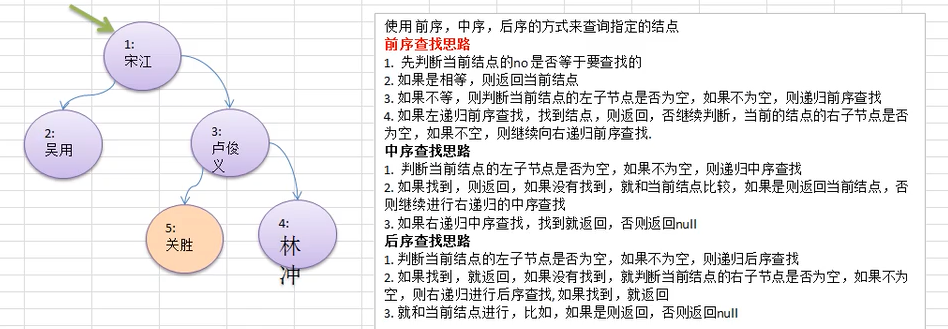 1:
宋江
2:
吴用
3:
卢俊
义
5:
关胜
4:
林
冲
使用前序，中序，后序的方式来查询指定的结点
前序查找思路
1. 先判断当前结点的no是否等于要查找的
2. 如果是相等，则返回当前结点
3. 如果不等，则判断当前结点的左子节点是否为空，如果不为空，则递归前序查找
4. 如果左递归前序查找，找到结点，则返回，否继续判断，当前的结点的右子节点是否
为空，如果不空，则继续向右递归前序查找.
中序查找思路
1. 判断当前结点的左子节点是否为空，如果不为空，则递归中序查找
2. 如果找到，则返回，如果没有找到，就和当前结点比较，如果是则返回当前结点，否
则继续进行右递归的中序查找
3. 如果右递归中序查找，找到就返回，否则返回null
后序查找思路
1. 判断当前结点的左子节点是否为空，如果不为空，则递归后序查找
2. 如果找到，就返回，如果没有找到，就判断当前结点的右子节点是否为空，如果不为
空，则右递归进行后序查找,如果找到，就返回
3. 就和当前结点进行，比如，如果是则返回，否则返回null